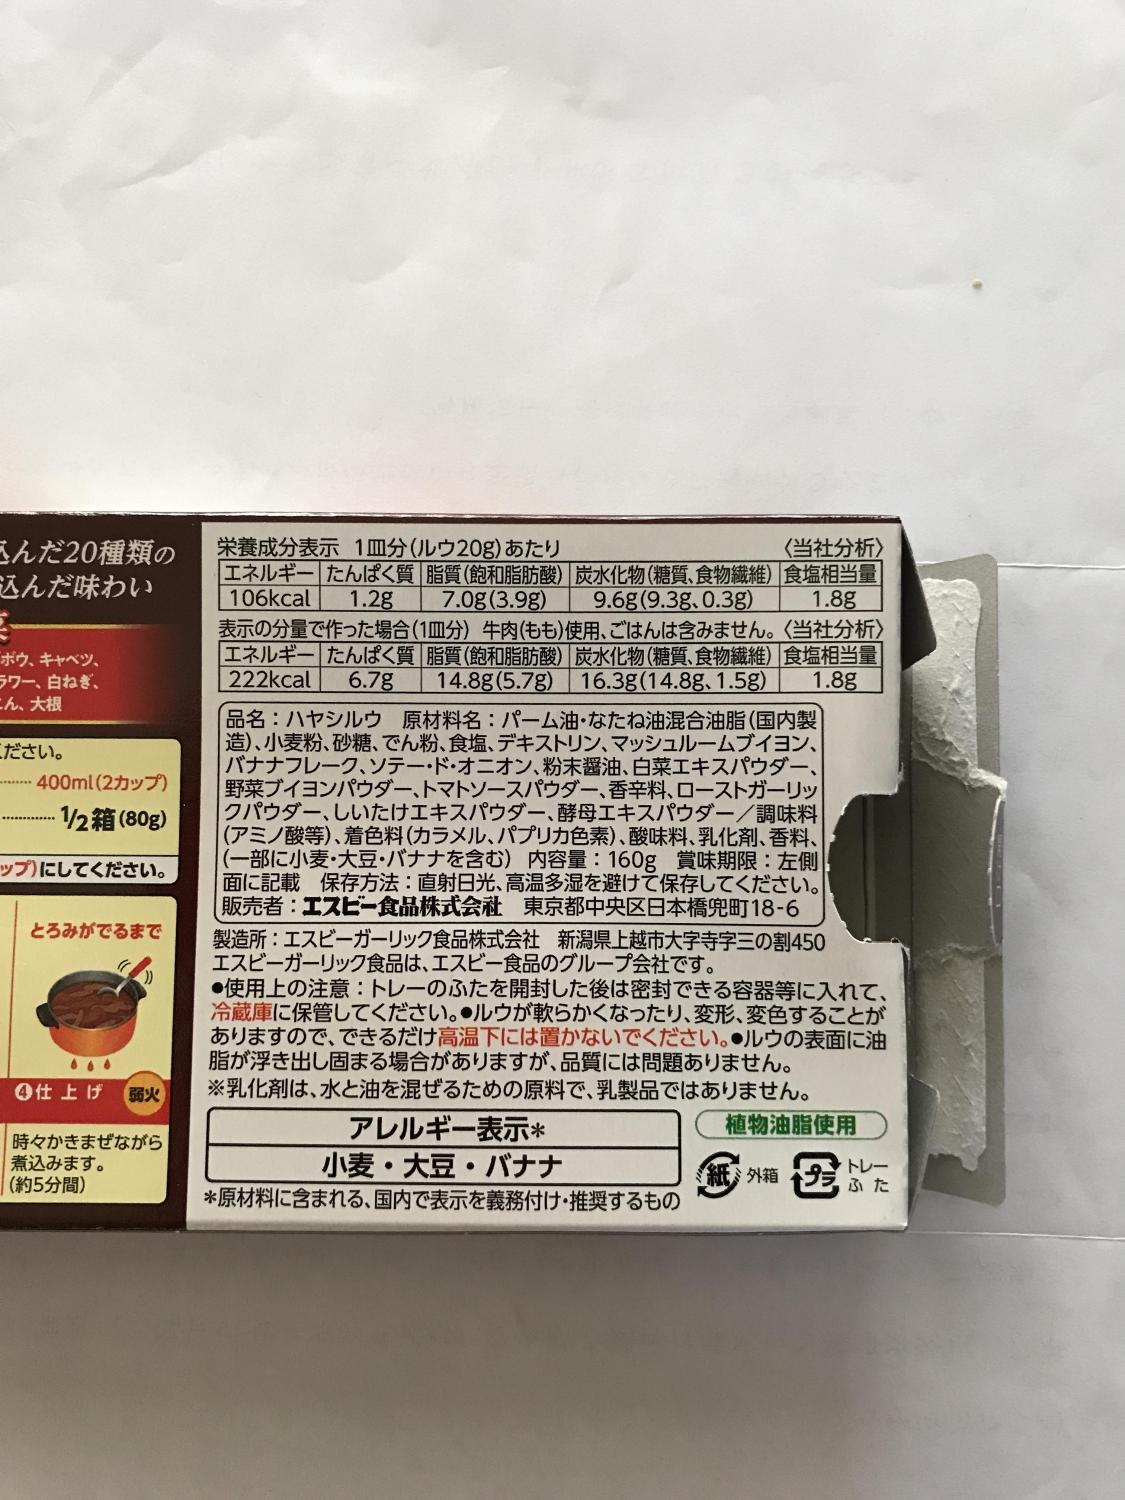 込んだ20種類の
込んだ味わい
菜
ボウ、キャベツ、
ラワー、白ねぎ、
こん、大根
ください。
400ml(2カップ)
1/2箱(80g)
ップ)にしてください。
とろみがでるまで
❹仕上げ 弱火
時々かきまぜながら
煮込みます。
(約5分間)
栄養成分表示 1皿分(ルウ20g)あたり 〈当社分析〉
エネルギー たんぱく質 脂質(飽和脂肪酸) 炭水化物(糖質、食物繊維) 食塩相当量
106kcal 1.2g 7.0g(3.9g) 9.6g(9.3g、0.3g) 1.8g
表示の分量で作った場合(1皿分) 牛肉(もも)使用、ごはんは含みません。〈当社分析〉
エネルギー たんぱく質 脂質(飽和脂肪酸) 炭水化物(糖質、食物繊維) 食塩相当量
222kcal 6.7g 14.8g(5.7g) 16.3g(14.8g、1.5g) 1.8g
品名：ハヤシルウ 原材料名：パーム油・なたね油混合油脂(国内製
造)、小麦粉、砂糖、でん粉、食塩、デキストリン、マッシュルームブイヨン、
バナナフレーク、ソテー・ド・オニオン、粉末醤油、白菜エキスパウダー、
野菜ブイヨンパウダー、トマトソースパウダー、香辛料、ローストガーリッ
クパウダー、しいたけエキスパウダー、酵母エキスパウダー／調味料
(アミノ酸等)、着色料(カラメル、パプリカ色素)、酸味料、乳化剤、香料、
(一部に小麦・大豆・バナナを含む) 内容量：160g 賞味期限：左側
面に記載 保存方法：直射日光、高温多湿を避けて保存してください。
販売者：エスビー食品株式会社 東京都中央区日本橋兜町18-6
製造所：エスビーガーリック食品株式会社 新潟県上越市大字寺字三の割450
エスビーガーリック食品は、エスビー食品のグループ会社です。
●使用上の注意：トレーのふたを開封した後は密封できる容器等に入れて、
冷蔵庫に保管してください。●ルウが軟らかくなったり、変形、変色することが
ありますので、できるだけ高温下には置かないでください。●ルウの表面に油
脂が浮き出し固まる場合がありますが、品質には問題ありません。
※乳化剤は、水と油を混ぜるための原料で、乳製品ではありません。
アレルギー表示*
小麦・大豆・バナナ
*原材料に含まれる、国内で表示を義務付け・推奨するもの
植物油脂使用
紙 外箱 プラ トレー
ふた